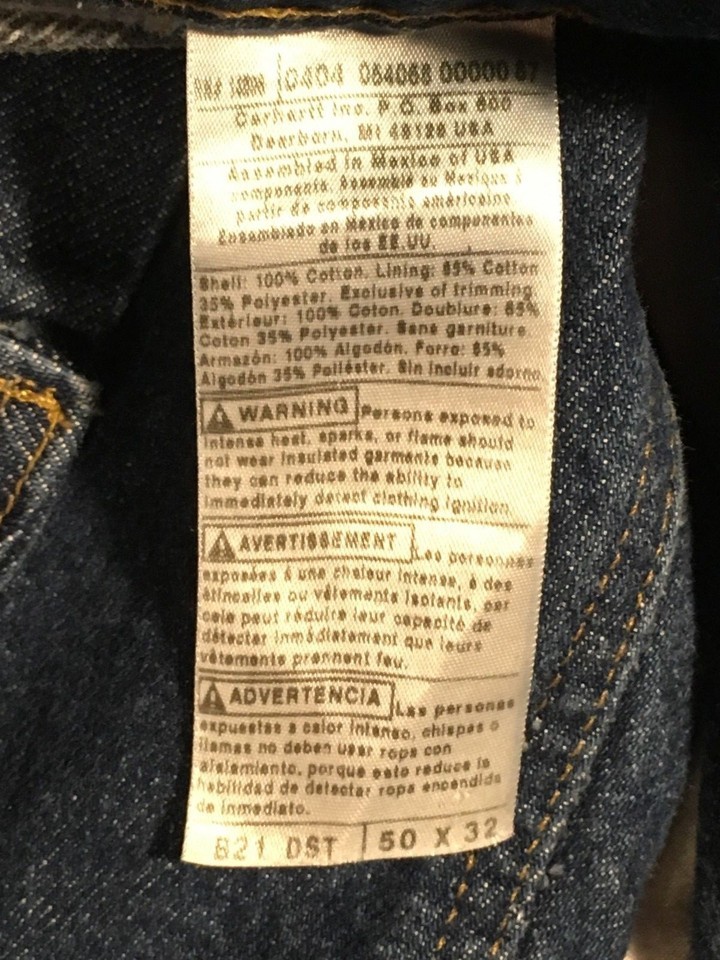 RN# 14806 0404 064068 00000 67
Carhartt Inc. P.O. Box 600
Dearborn, MI 48128 USA
Assembled in Mexico of USA
components. Assemblé au Mexique à
partir de composants américains.
Ensamblado en México de componentes
de los EE.UU.
Shell: 100% Cotton. Lining: 65% Cotton
35% Polyester. Exclusive of trimming
Extérieur: 100% Coton. Doublure: 65%
Coton 35% Polyester. Sans garniture
Armazón: 100% Algodón. Forro: 65%
Algodón 35% Poliéster. Sin incluir adorno
WARNING Persons exposed to
intense heat, sparks, or flame should
not wear insulated garments because
they can reduce the ability to
immediately detect clothing ignition.
AVERTISSEMENT Les personnes
exposées à une chaleur intense, à des
étincelles ou vêtements isolants, car
cela peut réduire leur capacité de
détecter immédiatement que leurs
vêtements prennent feu.
ADVERTENCIA Las personas
expuestas a calor intenso, chispas o
llamas no deben usar ropa con
aislamiento, porque esto reduce la
habilidad de detectar ropa encendida
de inmediato.
B21 DST 50 X 32